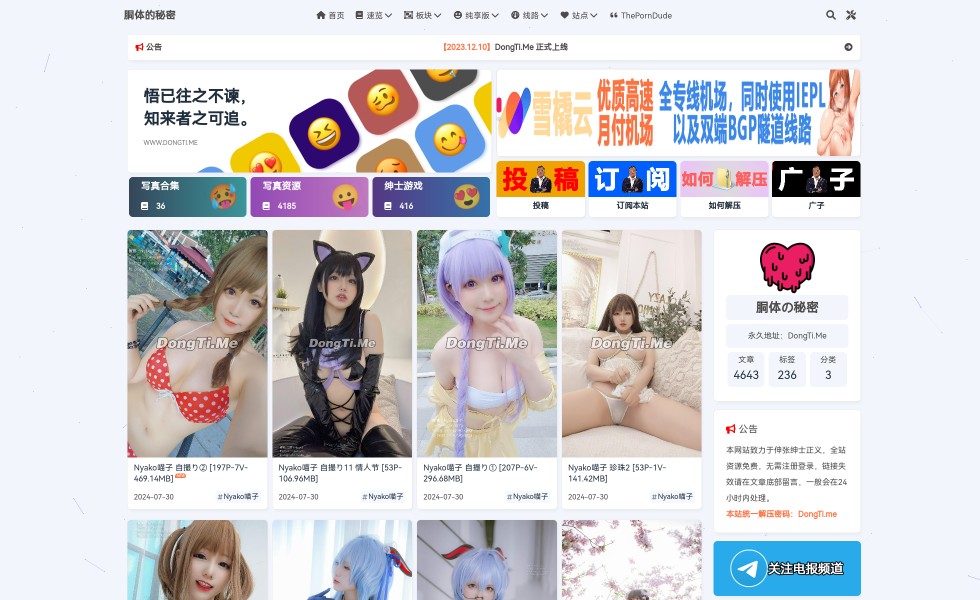 胴体的秘密
首页 速览 板块 纯享版 线路 站点 ThePornDude
公告
【2023.12.10】DongTi.Me 正式上线
悟已往之不谏，
知来者之可追。
WWW.DONGTI.ME
雪橇云
优质高速
月付机场
全专线机场，同时使用IEPL
以及双端BGP隧道线路
写真合集
36
写真资源
4185
绅士游戏
416
投稿
投稿
订阅
订阅本站
如何解压
如何解压
广子
广子
DongTi.Me
Nyako喵子 自撮り② [197P-7V-
469.14MB]
2024-07-30 #Nyako喵子
DongTi.Me
Nyako喵子 自撮り11 情人节 [53P-
106.96MB]
2024-07-30 #Nyako喵子
DongTi.Me
Nyako喵子 自撮り① [207P-6V-
296.68MB]
2024-07-30 #Nyako喵子
DongTi.Me
Nyako喵子 珍珠2 [53P-1V-
141.42MB]
2024-07-30 #Nyako喵子
胴体の秘密
永久地址：DongTi.Me
文章 标签 分类
4643 236 3
公告
本网站致力于伸张绅士正义，全站
资源免费，无需注册登录，链接失
效请在文章底部留言，一般会在24
小时内处理。
本站统一解压密码：DongTi.me
关注电报频道